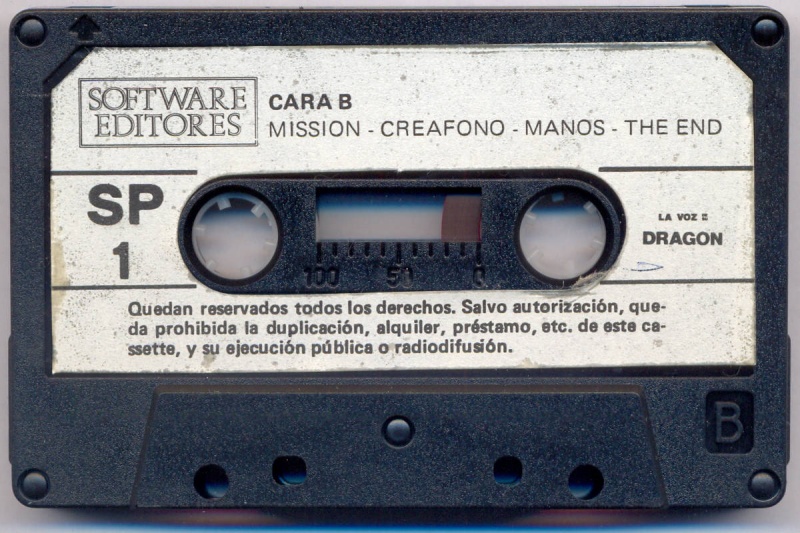 SOFTWARE
EDITORES
CARA B
MISSION - CREAFONO - MANOS - THE END
SP
1
100 50 0
LA VOZ
DRAGON
Quedan reservados todos los derechos. Salvo autorización, que-
da prohibida la duplicación, alquiler, préstamo, etc. de este ca-
ssette, y su ejecución pública o radiodifusión.
B